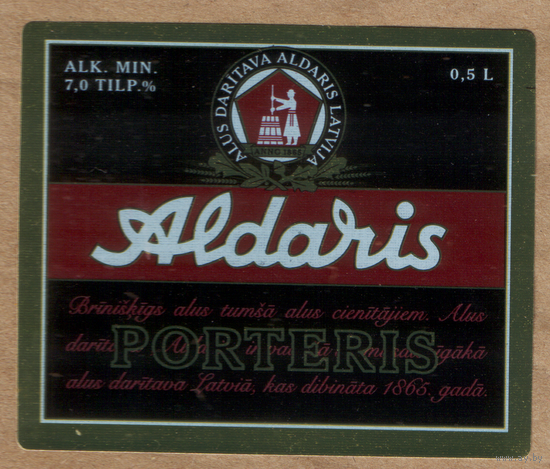 ALK. MIN.
7,0 TILP.%
0,5 L
ALUS DARĪTAVA ALDARIS LATVIJA
ANNO
Aldaris
Brīnišķīgs alus tumšā alus cienītājiem. Alus
PORTERIS
alus darītava Latvijā, kas dibināta 1865. gadā.